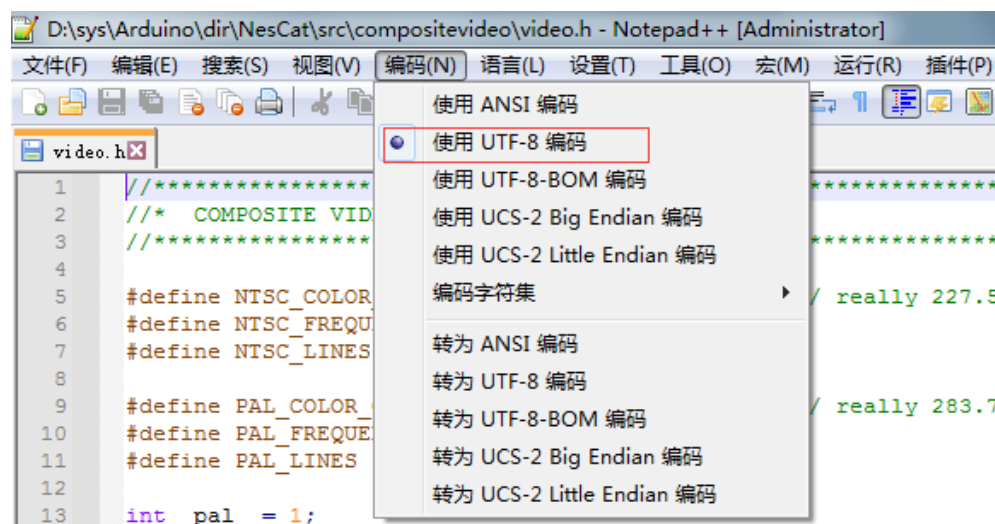 D:\sys\Arduino\dir\NesCat\src\compositevideo\video.h - Notepad++ [Administrator]
文件(F) 编辑(E) 搜索(S) 视图(V) 编码(N) 语言(L) 设置(T) 工具(O) 宏(M) 运行(R) 插件(P)
video.h
使用 ANSI 编码
使用 UTF-8 编码
使用 UTF-8-BOM 编码
使用 UCS-2 Big Endian 编码
使用 UCS-2 Little Endian 编码
编码字符集
转为 ANSI 编码
转为 UTF-8 编码
转为 UTF-8-BOM 编码
转为 UCS-2 Big Endian 编码
转为 UCS-2 Little Endian 编码
1 //***************** **************
2 //* COMPOSITE VID
3 //***************** **************
4
5 #define NTSC_COLOR_ / really 227.5
6 #define NTSC_FREQU
7 #define NTSC_LINES
8
9 #define PAL_COLOR_ / really 283.7
10 #define PAL_FREQUE
11 #define PAL_LINES
12
13 int pal = 1;